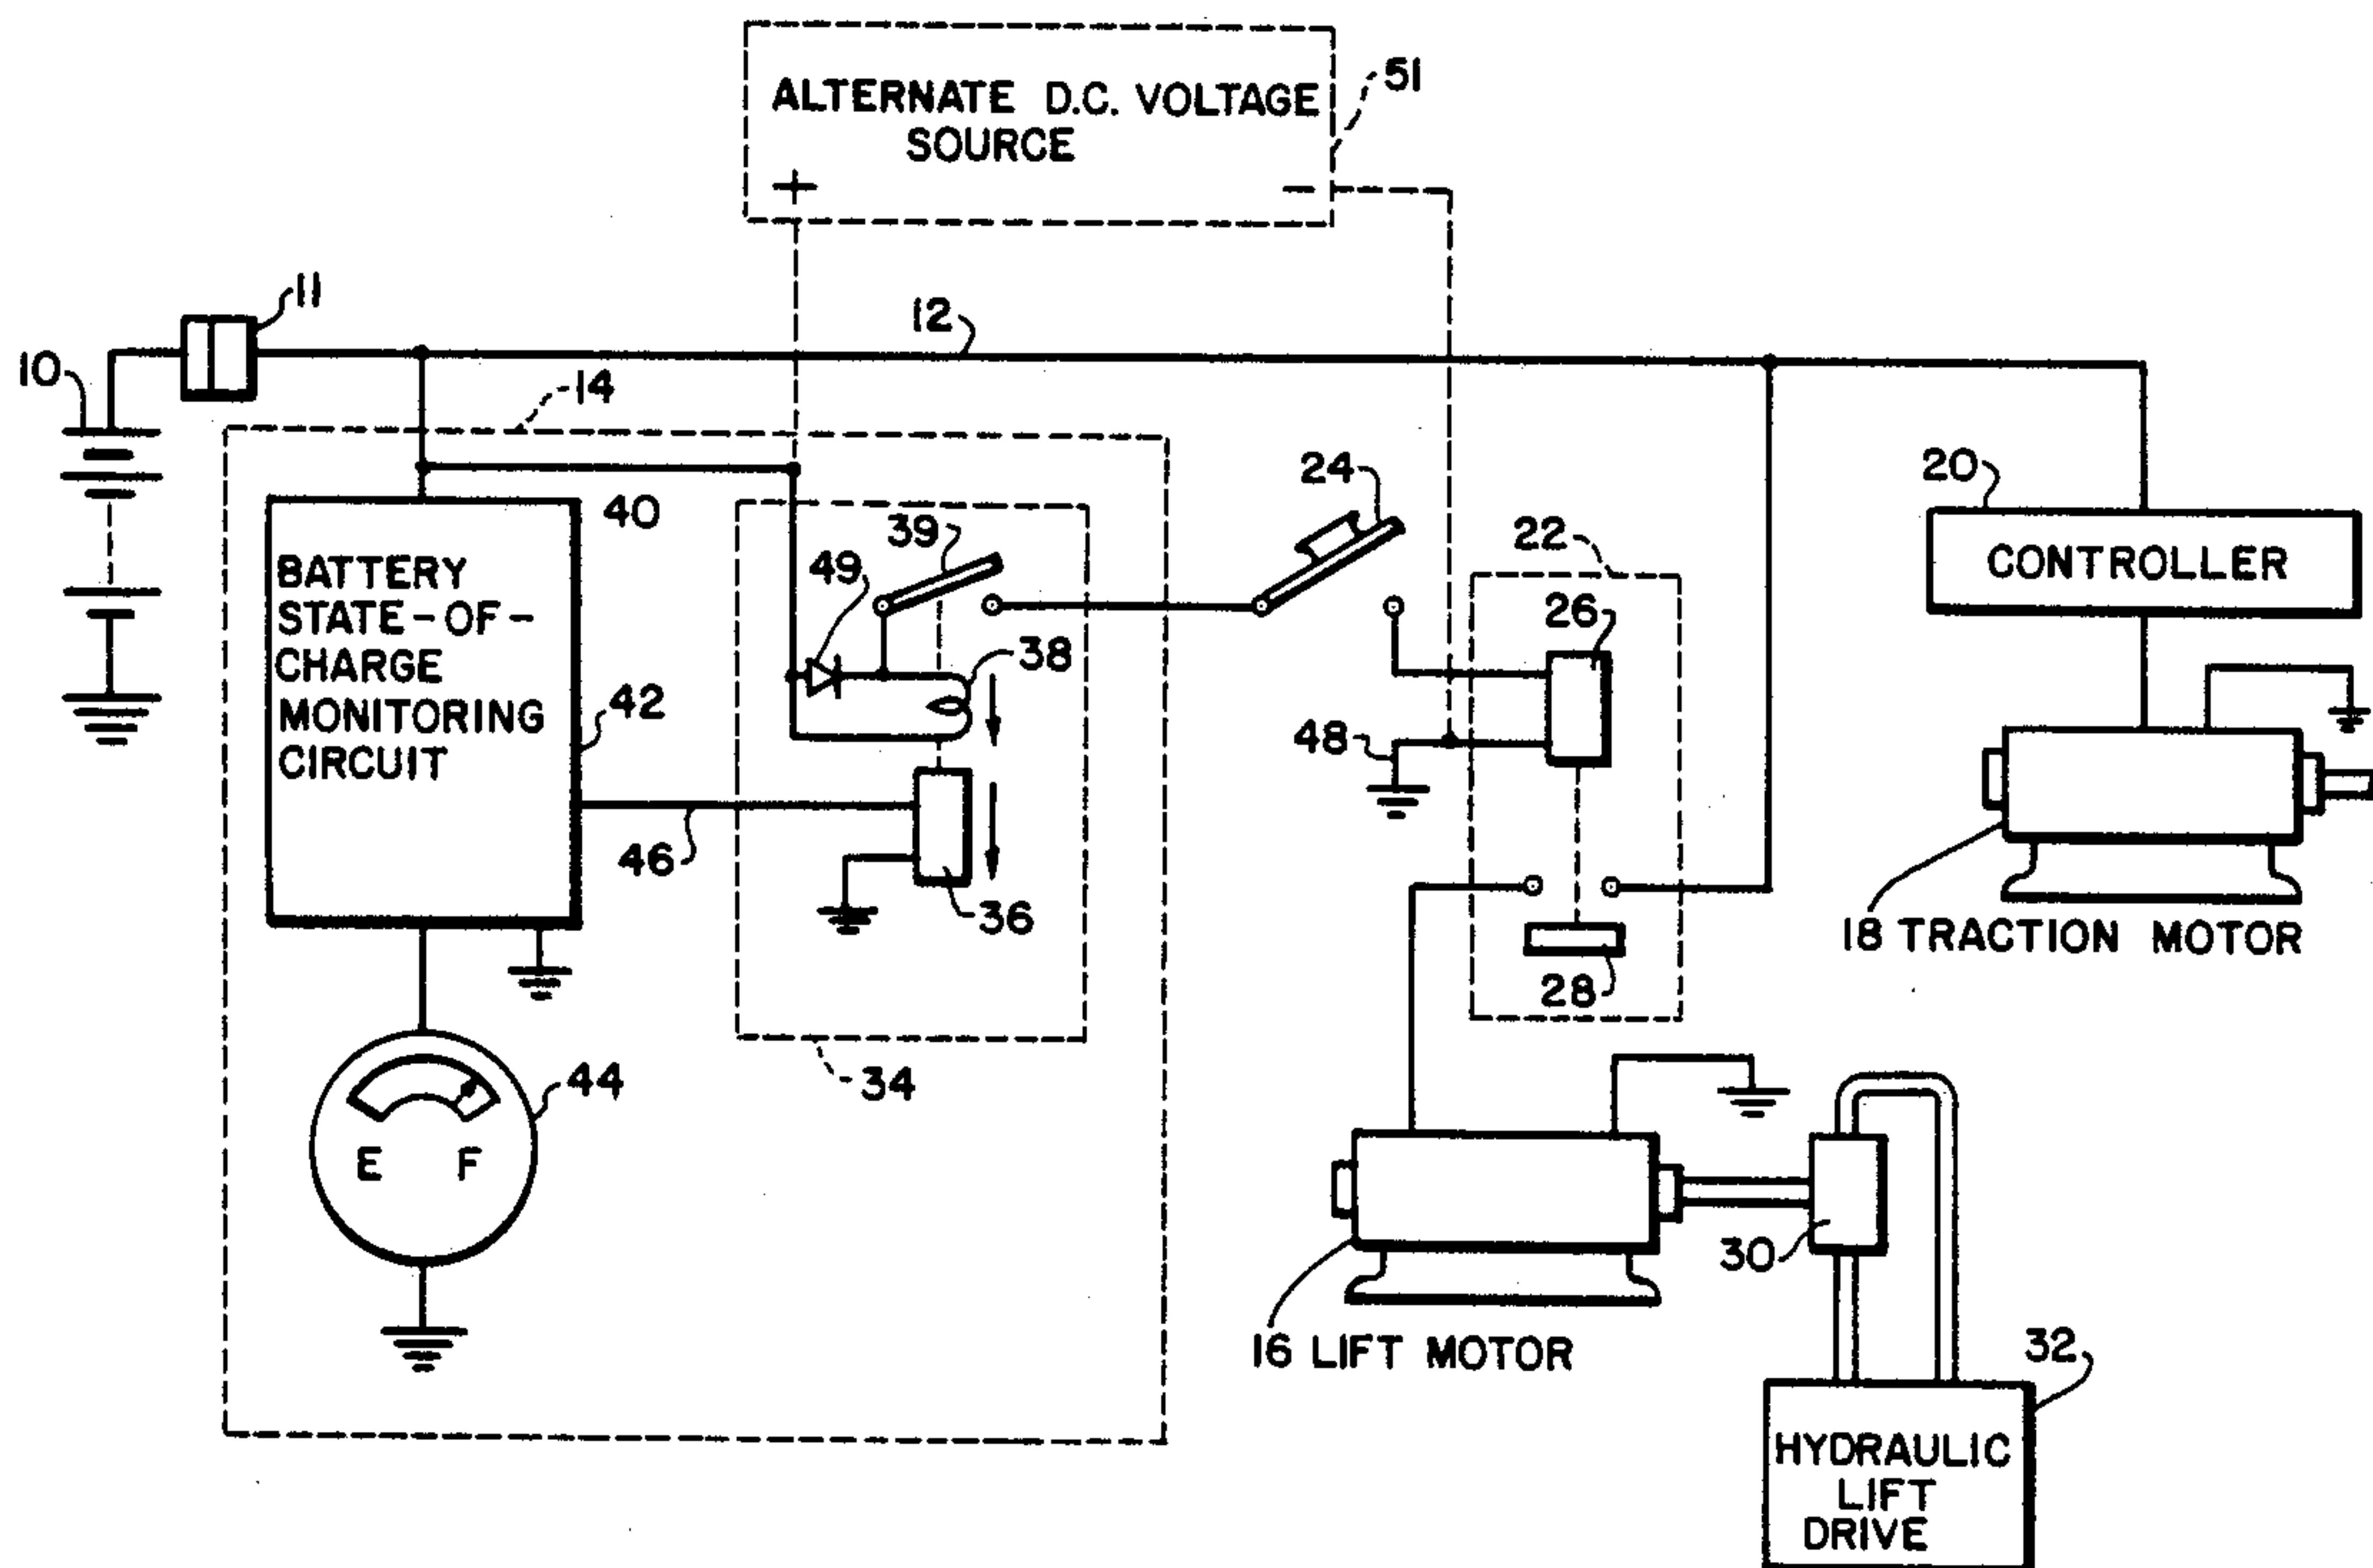 ALTERNATE D.C. VOLTAGE
SOURCE
+ −
51
11
12
10
14
24
20
40
39
22
CONTROLLER
BATTERY
STATE-OF-
CHARGE
MONITORING
CIRCUIT
49
26
38
42
48
46
36
18 TRACTION MOTOR
28
34
44
E F
30
16 LIFT MOTOR
32
HYDRAULIC
LIFT
DRIVE